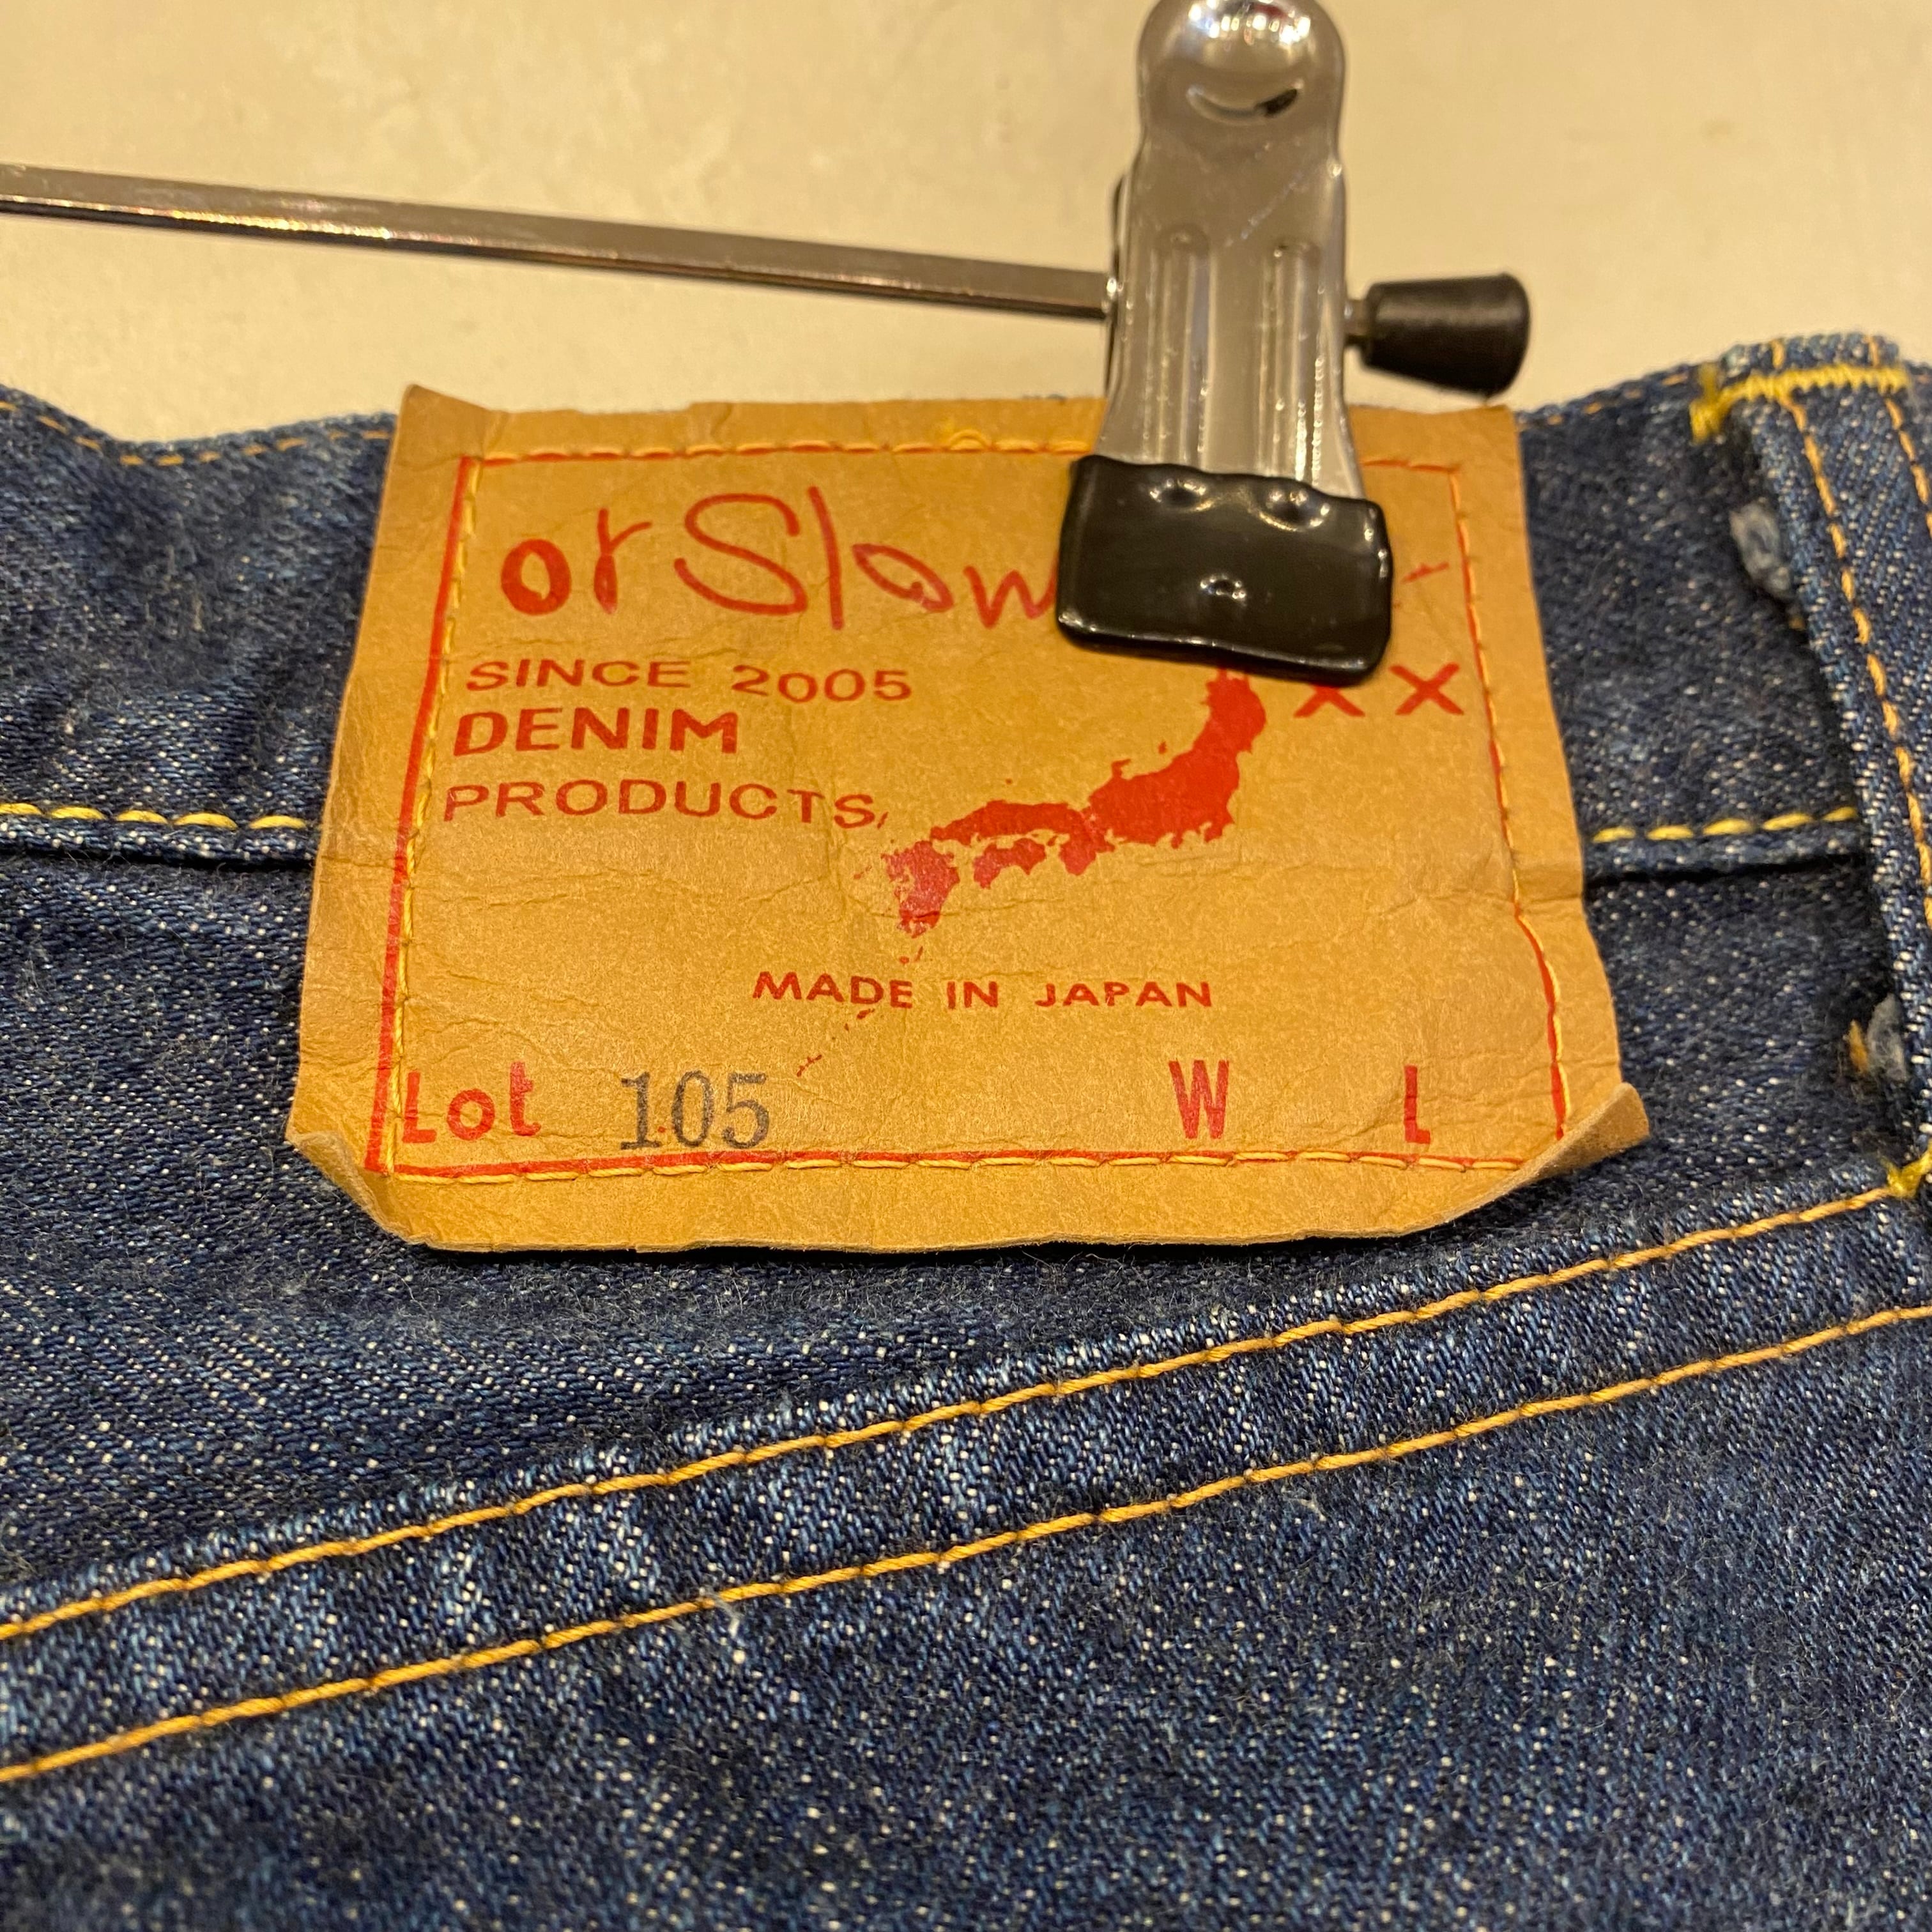 orSlow
SINCE 2005
XX
DENIM
PRODUCTS,
MADE IN JAPAN
Lot 105 W L